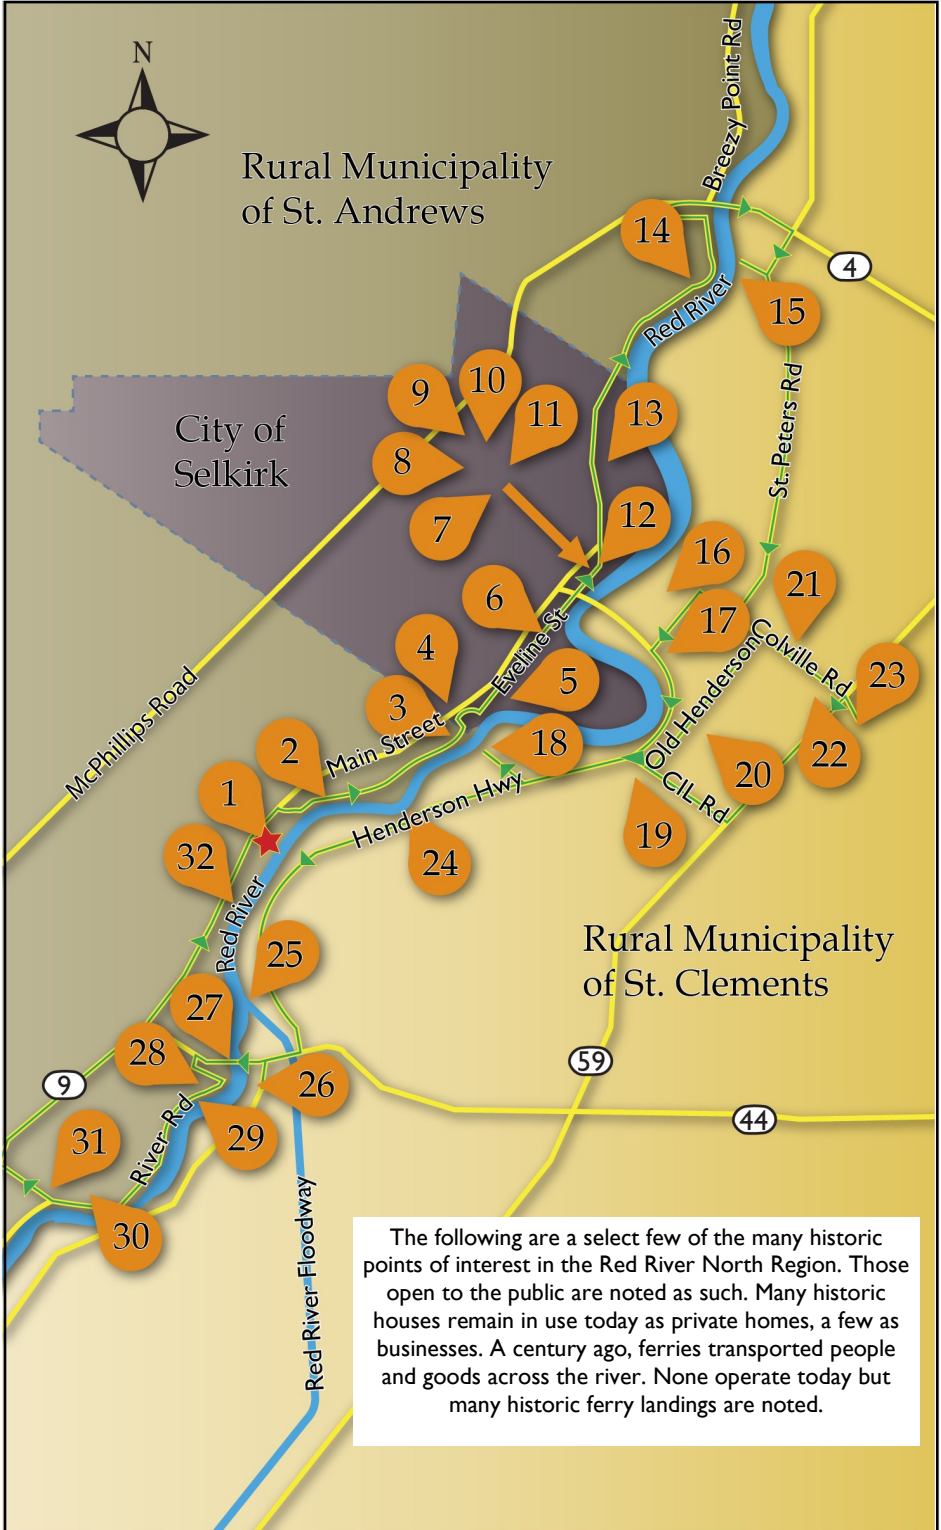 N
Breezy Point Rd
Rural Municipality
of St. Andrews
14
4
15
Red River
9
10
11
13
St. Peters Rd
City of
Selkirk
8
7
12
16
21
6
17
Colville Rd
4
Eveline St
5
23
3
Old Henderson
McPhillips Road
Main Street
18
2
22
20
1
CIL Rd
Henderson Hwy
19
32
24
Red River
25
Rural Municipality
of St. Clements
27
28
59
9
26
44
River Rd
29
31
30
Red River Floodway
The following are a select few of the many historic
points of interest in the Red River North Region. Those
open to the public are noted as such. Many historic
houses remain in use today as private homes, a few as
businesses. A century ago, ferries transported people
and goods across the river. None operate today but
many historic ferry landings are noted.